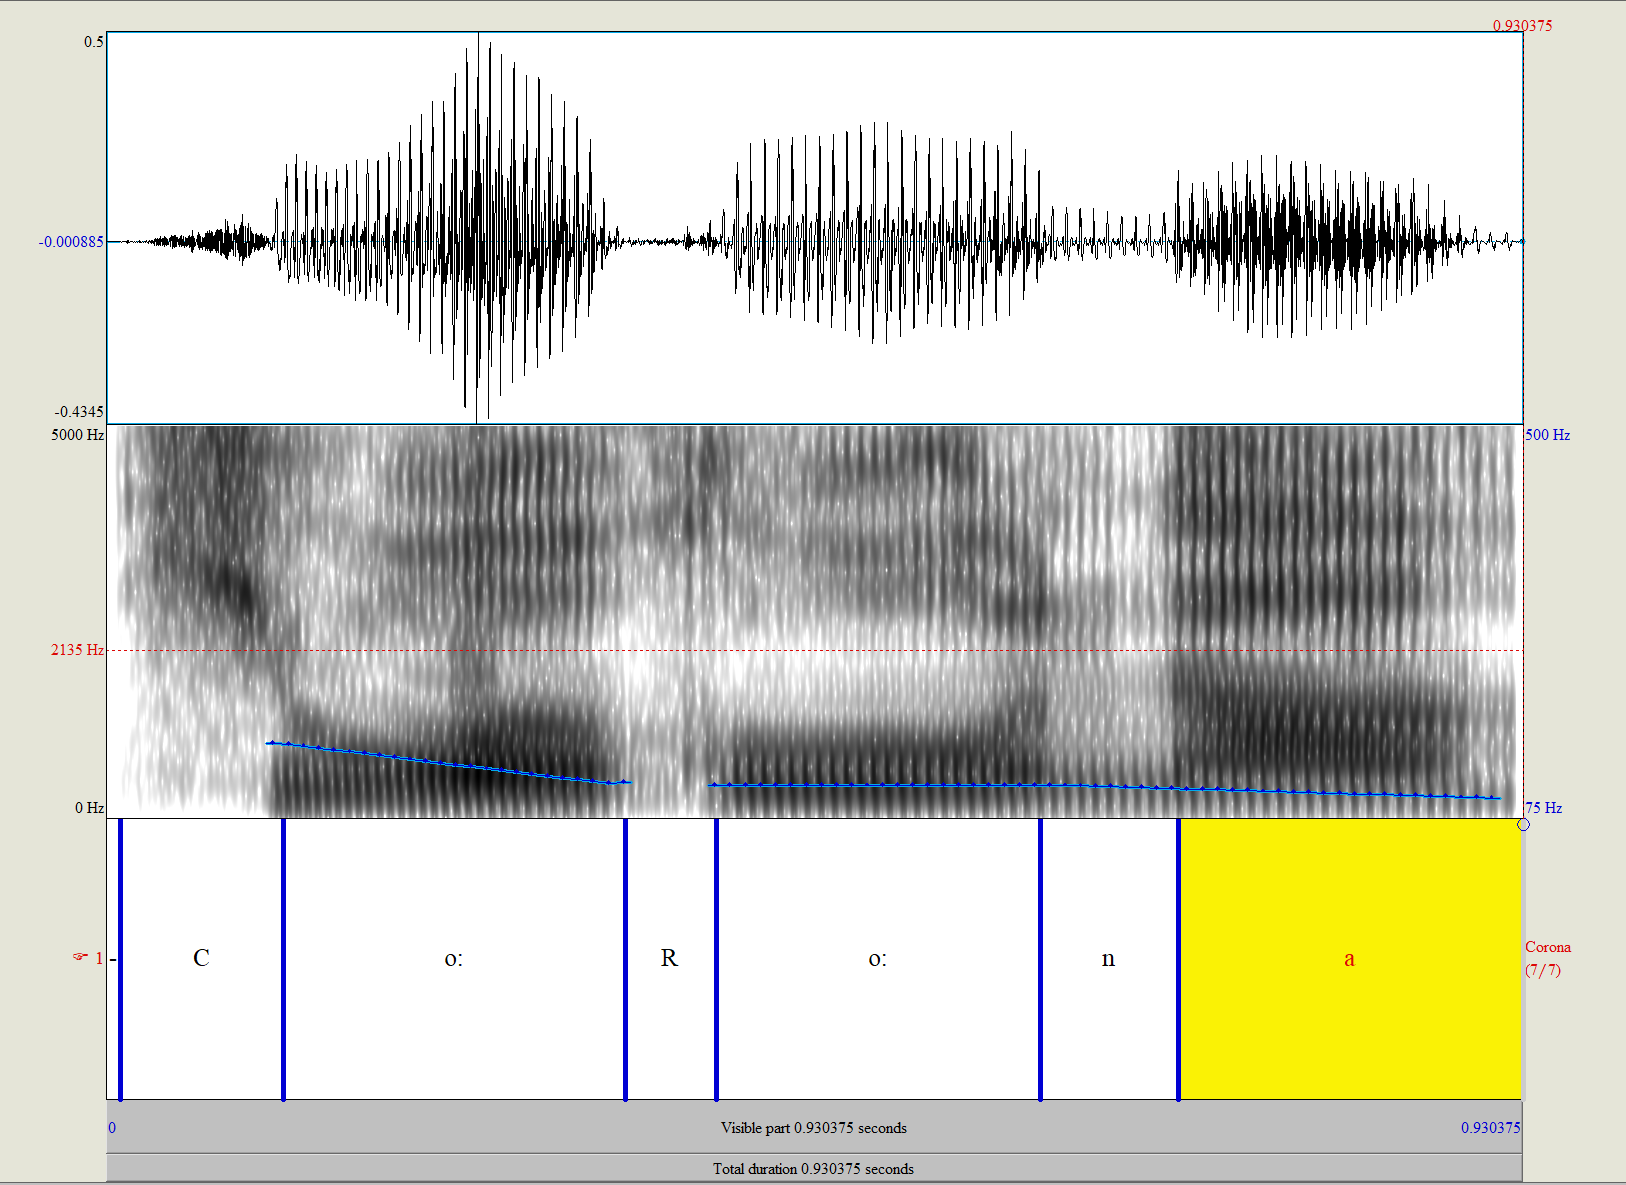 0.930375
0.5
-0.000885
-0.4345
5000 Hz
500 Hz
2135 Hz
0 Hz
75 Hz
☞ 1
C o: R o: n a
Corona
(7/7)
0 Visible part 0.930375 seconds 0.930375
Total duration 0.930375 seconds